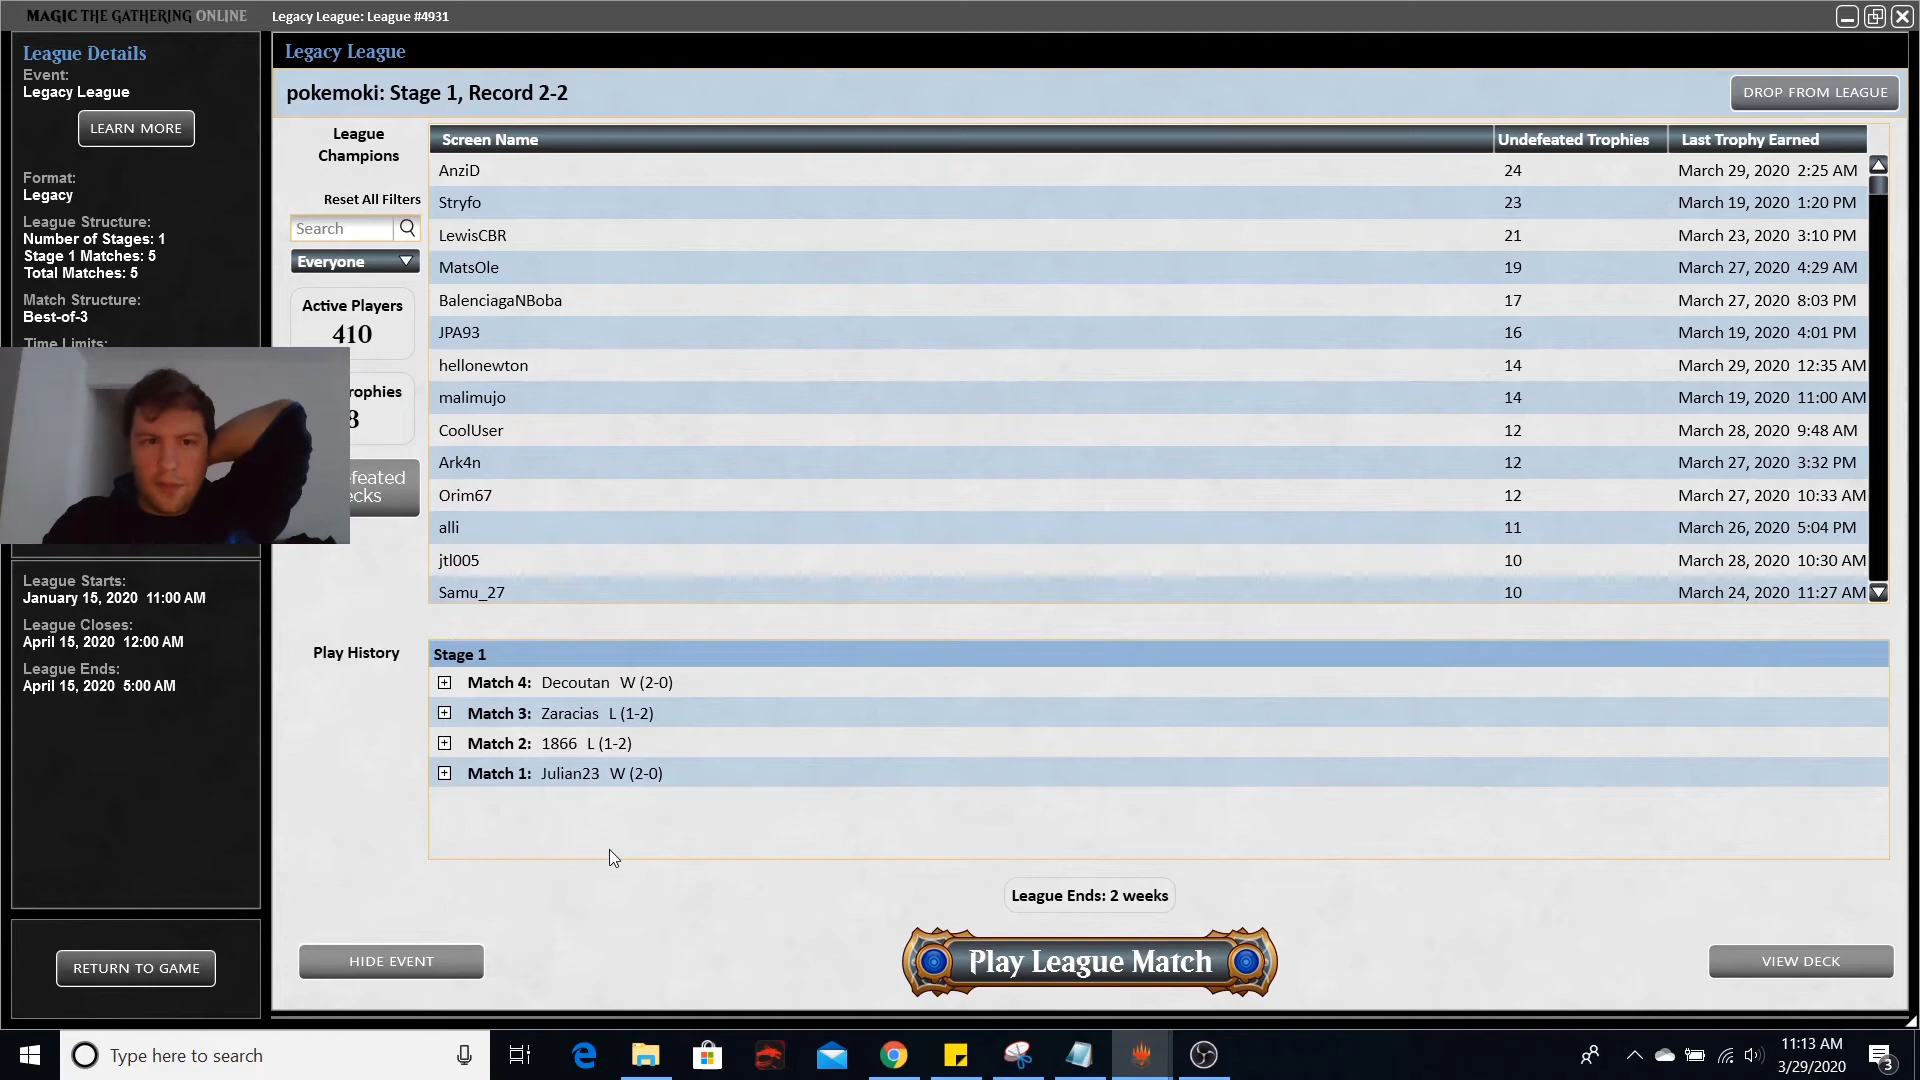 MAGIC THE GATHERING ONLINE
Legacy League: League #4931
League Details
Event:
Legacy League
LEARN MORE
Format:
Legacy
League Structure:
Number of Stages: 1
Stage 1 Matches: 5
Total Matches: 5
Match Structure:
Best-of-3
Time Limits:
League Starts:
January 15, 2020 11:00 AM
League Closes:
April 15, 2020 12:00 AM
League Ends:
April 15, 2020 5:00 AM
RETURN TO GAME
Legacy League
pokemoki: Stage 1, Record 2-2
DROP FROM LEAGUE
League
Champions
Reset All Filters
Search
Everyone
Active Players
410
rophies
8
feated
ecks
Screen Name Undefeated Trophies Last Trophy Earned
AnziD 24 March 29, 2020 2:25 AM
Stryfo 23 March 19, 2020 1:20 PM
LewisCBR 21 March 23, 2020 3:10 PM
MatsOle 19 March 27, 2020 4:29 AM
BalenciagaNBoba 17 March 27, 2020 8:03 PM
JPA93 16 March 19, 2020 4:01 PM
hellonewton 14 March 29, 2020 12:35 AM
malimujo 14 March 19, 2020 11:00 AM
CoolUser 12 March 28, 2020 9:48 AM
Ark4n 12 March 27, 2020 3:32 PM
Orim67 12 March 27, 2020 10:33 AM
alli 11 March 26, 2020 5:04 PM
jtl005 10 March 28, 2020 10:30 AM
Samu_27 10 March 24, 2020 11:27 AM
Play History
Stage 1
Match 4: Decoutan W (2-0)
Match 3: Zaracias L (1-2)
Match 2: 1866 L (1-2)
Match 1: Julian23 W (2-0)
League Ends: 2 weeks
HIDE EVENT
Play League Match
VIEW DECK
Type here to search
11:13 AM
3/29/2020
3